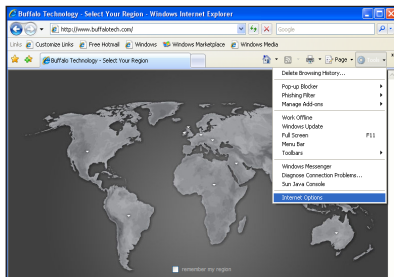 Buffalo Technology - Select Your Region - Windows Internet Explorer
http://www.buffalotech.com/
Google
Links Customize Links Free Hotmail Windows Windows Marketplace Windows Media
Buffalo Technology - Select Your Region
Page
Delete Browsing History...
Pop-up Blocker
Phishing Filter
Manage Add-ons
Work Offline
Windows Update
Full Screen F11
Menu Bar
Toolbars
Windows Messenger
Diagnose Connection Problems...
Sun Java Console
Internet Options
remember my region